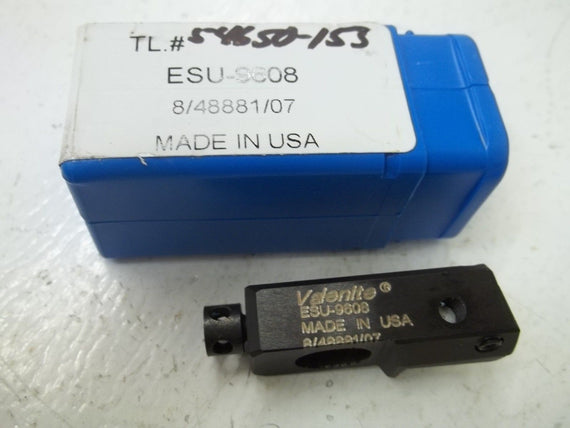 TL.# 54650-153
ESU-9608
8/48881/07
MADE IN USA
Valenite®
ESU-9608
MADE IN USA
8/48881/07